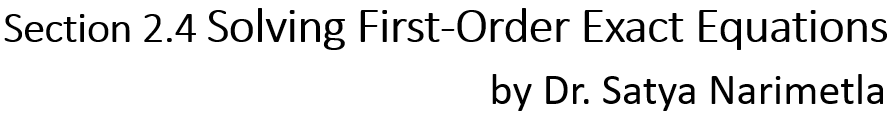 Section 2.4 Solving First-Order Exact Equations
by Dr. Satya Narimetla